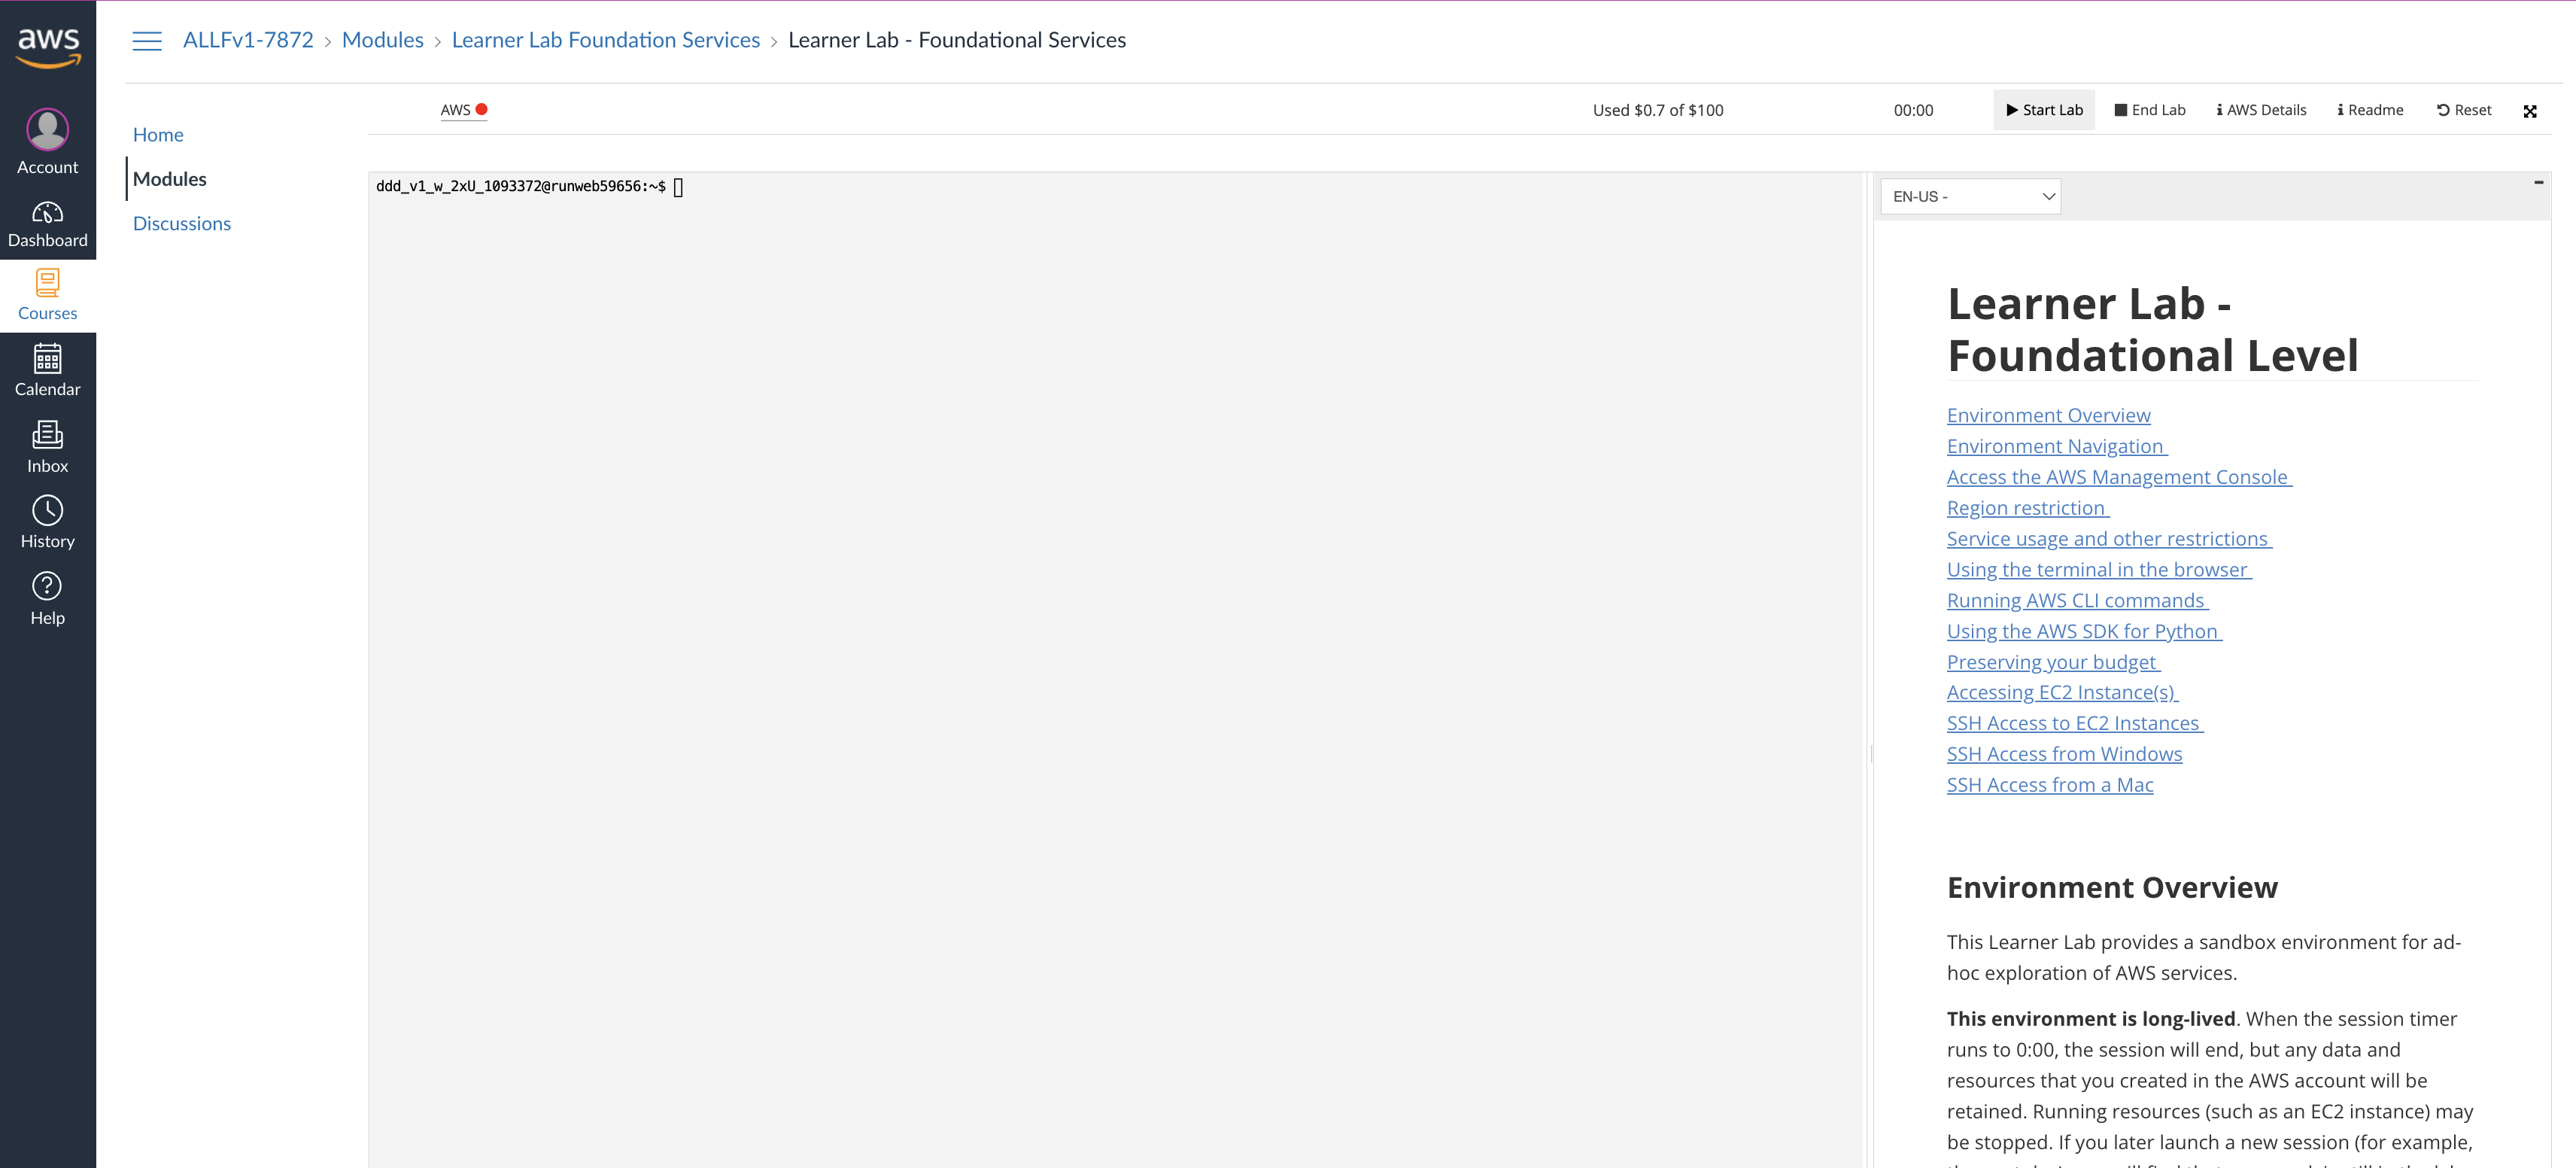 aws
Account
Dashboard
Courses
Calendar
Inbox
History
Help
ALLFv1-7872 > Modules > Learner Lab Foundation Services > Learner Lab - Foundational Services
Home
Modules
Discussions
AWS
Used $0.7 of $100
00:00
Start Lab
End Lab
AWS Details
Readme
Reset
ddd_v1_w_2xU_1093372@runweb59656:~$
EN-US -
Learner Lab -
Foundational Level
Environment Overview
Environment Navigation
Access the AWS Management Console
Region restriction
Service usage and other restrictions
Using the terminal in the browser
Running AWS CLI commands
Using the AWS SDK for Python
Preserving your budget
Accessing EC2 Instance(s)
SSH Access to EC2 Instances
SSH Access from Windows
SSH Access from a Mac
Environment Overview
This Learner Lab provides a sandbox environment for ad-
hoc exploration of AWS services.
This environment is long-lived. When the session timer
runs to 0:00, the session will end, but any data and
resources that you created in the AWS account will be
retained. Running resources (such as an EC2 instance) may
be stopped. If you later launch a new session (for example,